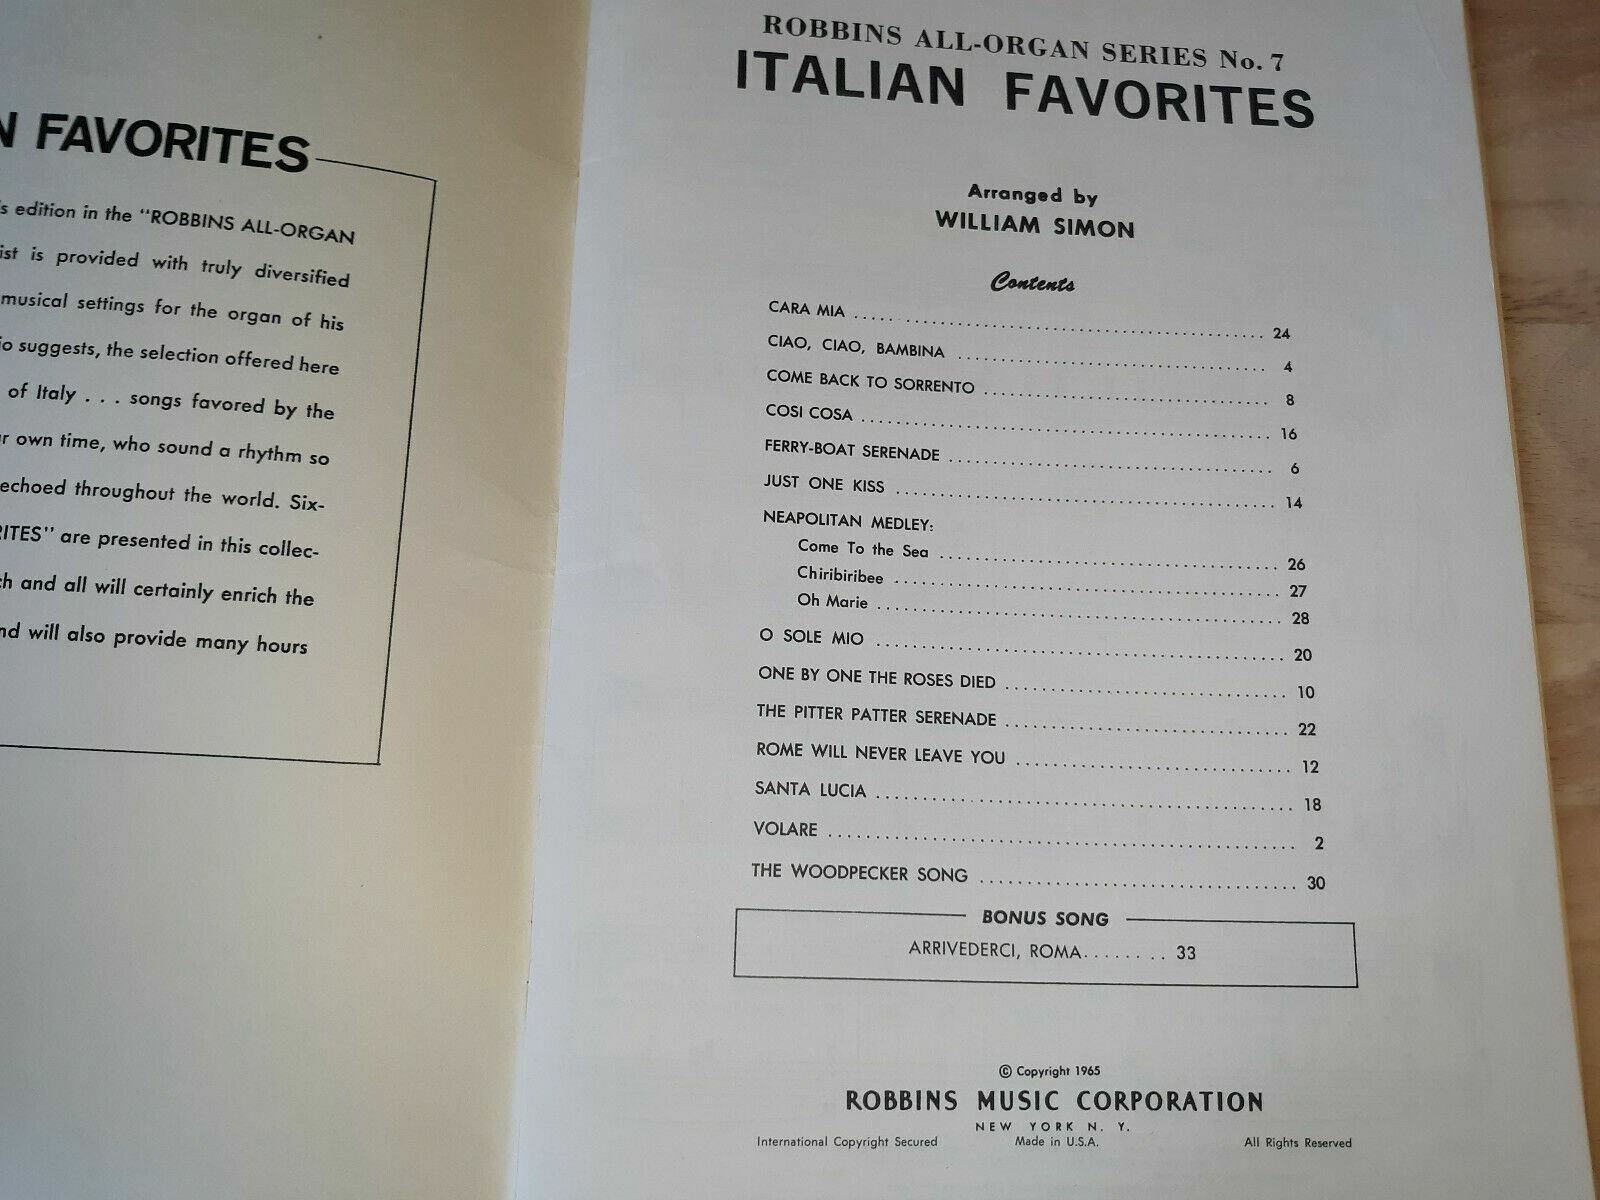 N FAVORITES
s edition in the "ROBBINS ALL-ORGAN
ist is provided with truly diversified
musical settings for the organ of his
io suggests, the selection offered here
of Italy . . . songs favored by the
r own time, who sound a rhythm so
echoed throughout the world. Six-
RITES" are presented in this collec-
ch and all will certainly enrich the
nd will also provide many hours
ROBBINS ALL-ORGAN SERIES No. 7
ITALIAN FAVORITES
Arranged by
WILLIAM SIMON
Contents
CARA MIA 24
CIAO, CIAO, BAMBINA 4
COME BACK TO SORRENTO 8
COSI COSA 16
FERRY-BOAT SERENADE 6
JUST ONE KISS 14
NEAPOLITAN MEDLEY:
Come To the Sea 26
Chiribiribee 27
Oh Marie 28
O SOLE MIO 20
ONE BY ONE THE ROSES DIED 10
THE PITTER PATTER SERENADE 22
ROME WILL NEVER LEAVE YOU 12
SANTA LUCIA 18
VOLARE 2
THE WOODPECKER SONG 30
BONUS SONG
ARRIVEDERCI, ROMA........ 33
© Copyright 1965
ROBBINS MUSIC CORPORATION
NEW YORK N. Y.
International Copyright Secured Made in U.S.A. All Rights Reserved